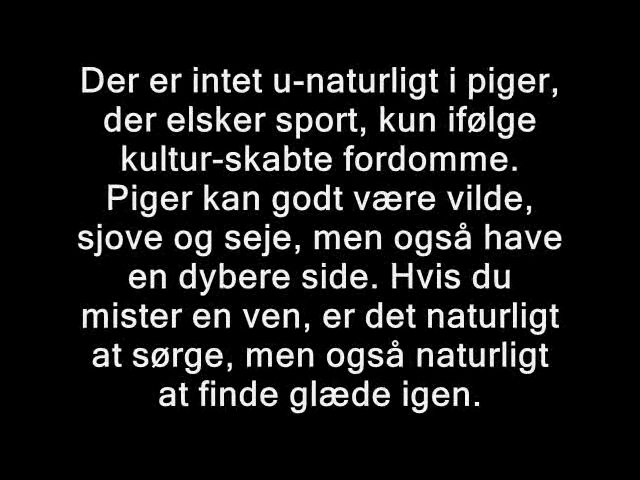 Der er intet u-naturligt i piger,
der elsker sport, kun ifølge
kultur-skabte fordomme.
Piger kan godt være vilde,
sjove og seje, men også have
en dybere side. Hvis du
mister en ven, er det naturligt
at sørge, men også naturligt
at finde glæde igen.